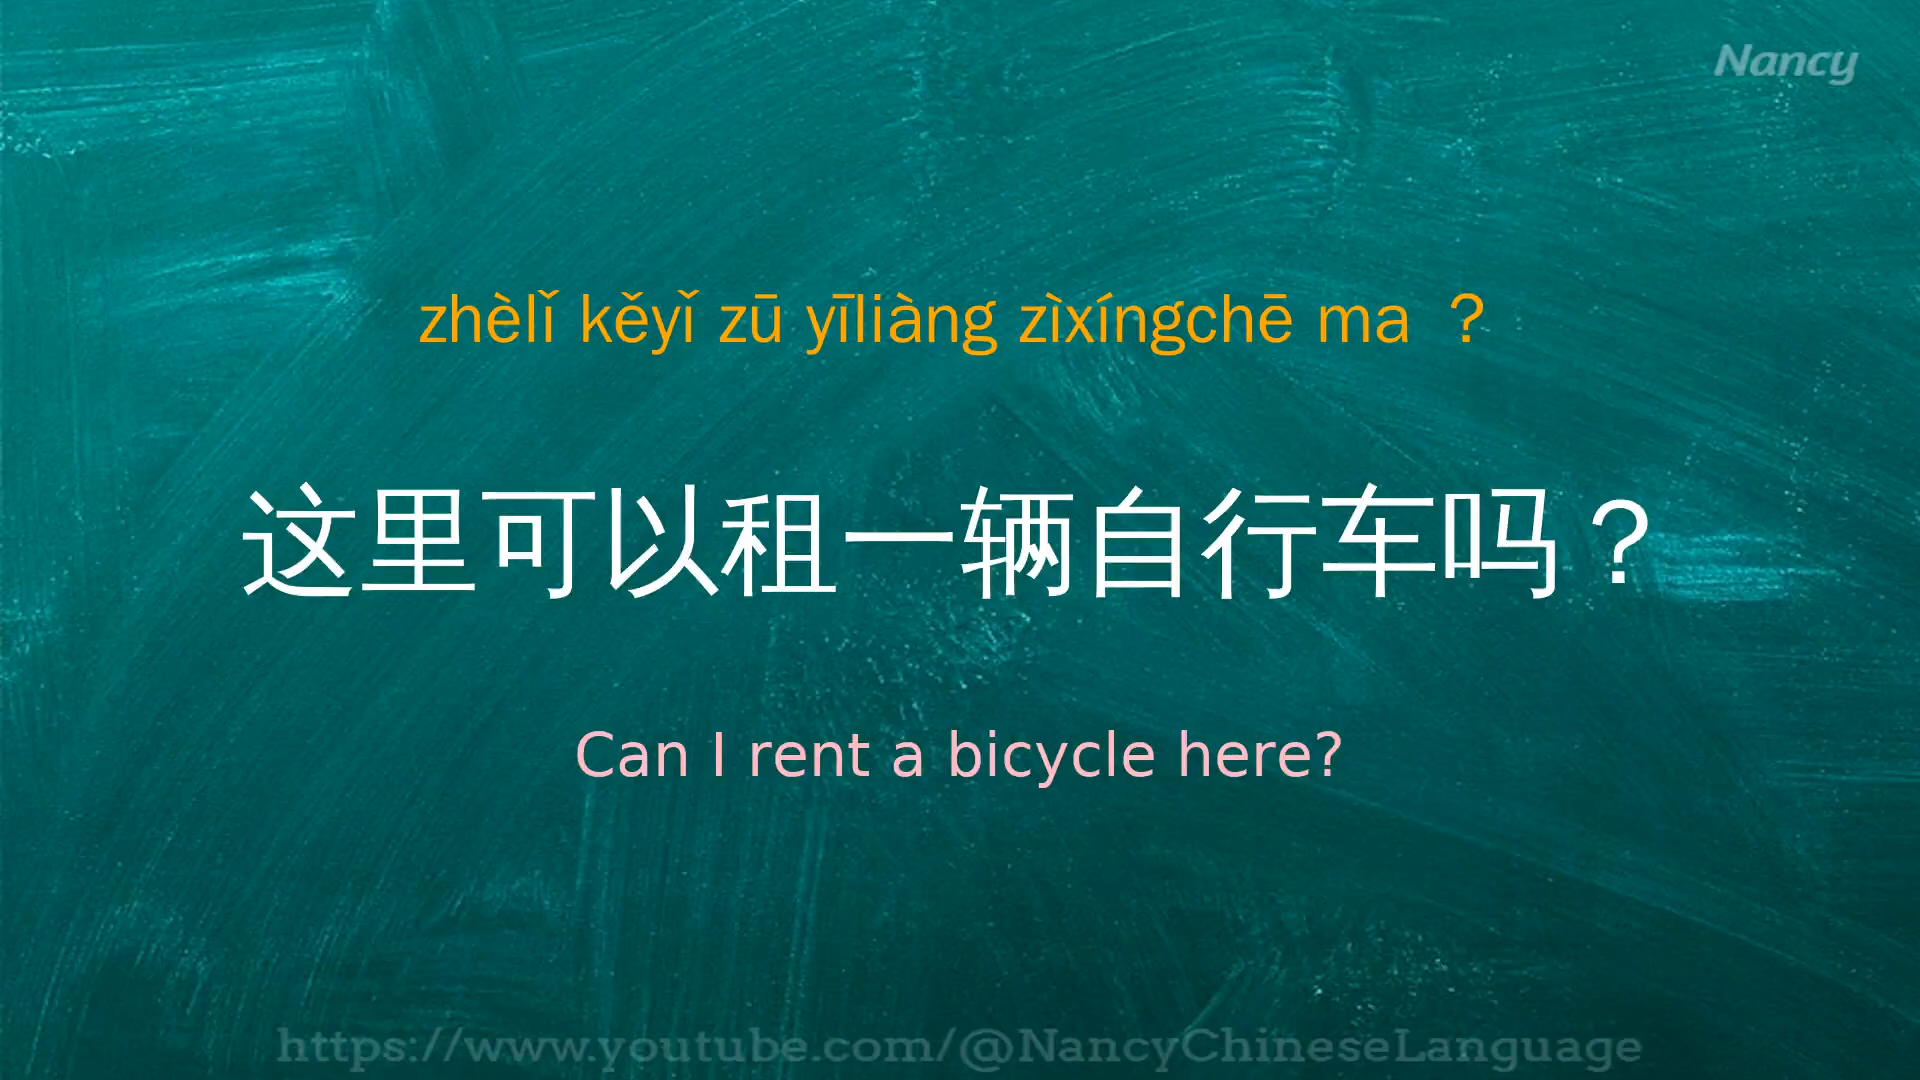 Nancy
zhèlǐ kěyǐ zū yīliàng zìxíngchē ma ？
这里可以租一辆自行车吗？
Can I rent a bicycle here?
https://www.youtube.com/@NancyChineseLanguage